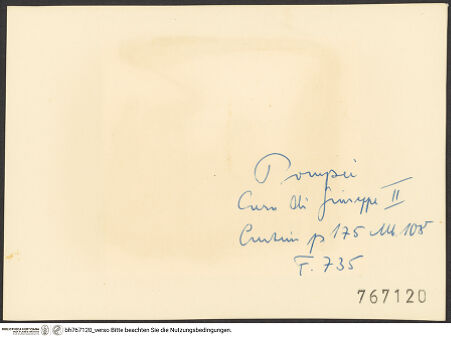 Pompei
Casa di Giuseppe II
Curtius p 175 Ab 105
F. 735
767120
bh767120_verso Bitte beachten Sie die Nutzungsbedingungen.